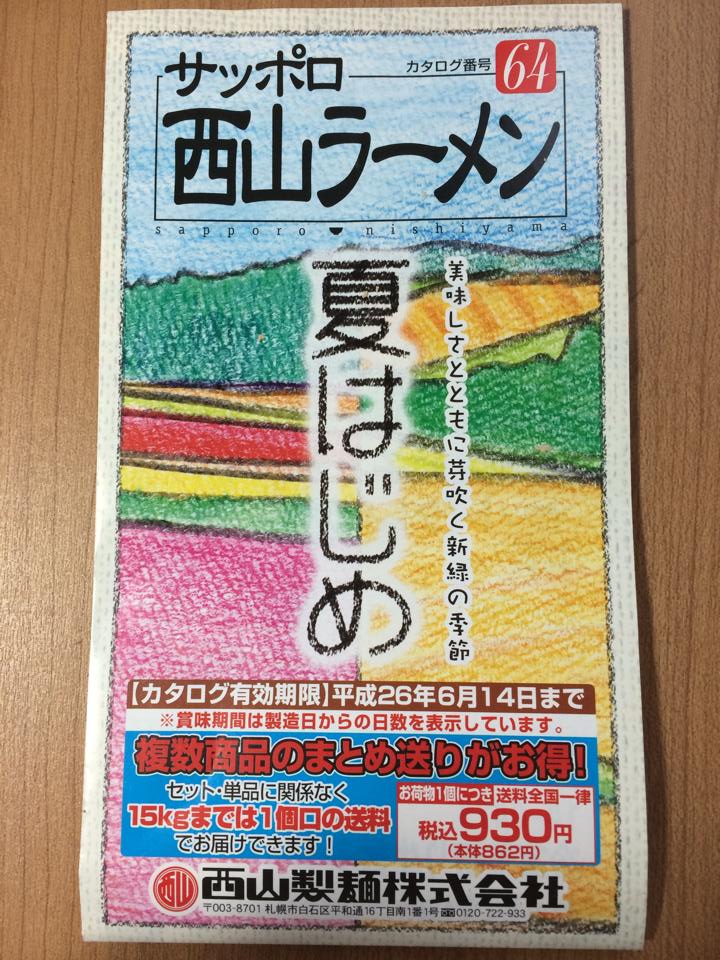 サッポロ
カタログ番号 64
西山ラーメン
sapporo nishiyama
夏はじめ
美味しさとともに芽吹く新緑の季節
【カタログ有効期限】平成26年6月14日まで
※賞味期間は製造日からの日数を表示しています。
複数商品のまとめ送りがお得!
セット・単品に関係なく
15kgまでは1個口の送料
でお届けできます!
お荷物1個につき 送料全国一律
税込930円
(本体862円)
西山 西山製麺株式会社
〒003-8701 札幌市白石区平和通16丁目南1番1号 0120-722-933